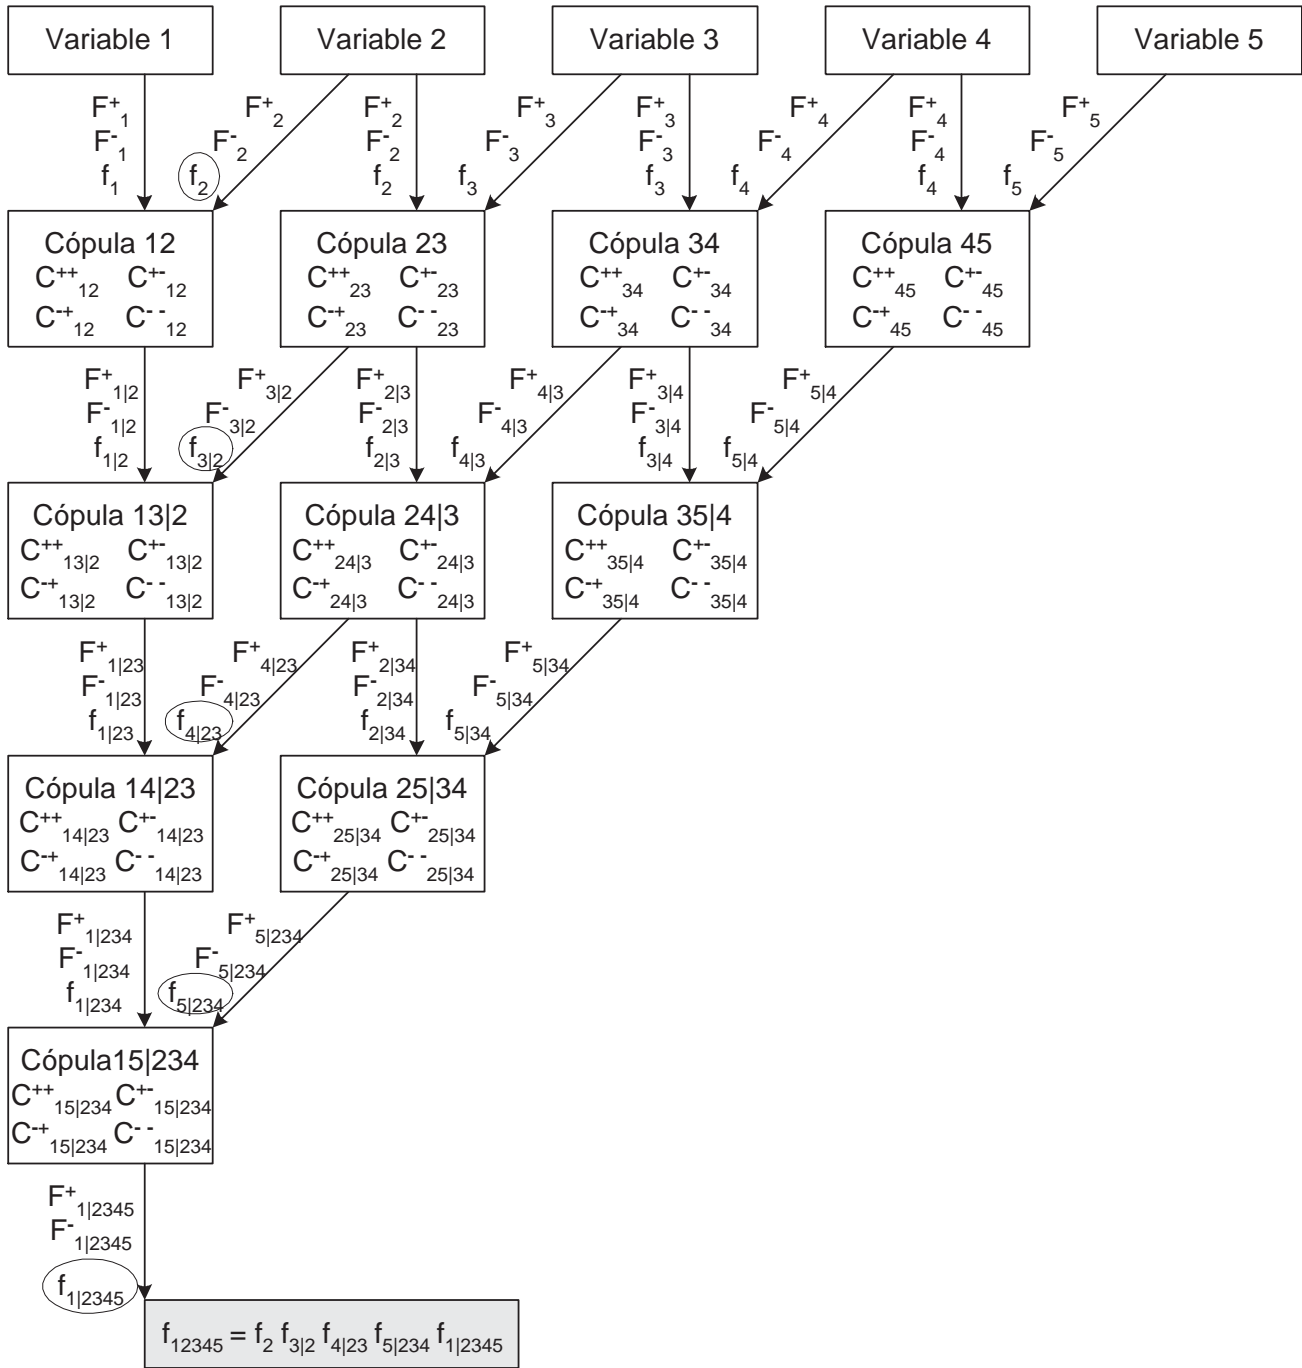 Variable 1 Variable 2 Variable 3 Variable 4 Variable 5
F⁺₁ F⁺₂ F⁺₂ F⁺₃ F⁺₃ F⁺₄ F⁺₄ F⁺₅
F⁻₁ F⁻₂ F⁻₂ F⁻₃ F⁻₃ F⁻₄ F⁻₄ F⁻₅
f₁ f₂ f₂ f₃ f₃ f₄ f₄ f₅
Cópula 12 Cópula 23 Cópula 34 Cópula 45
C⁺⁺₁₂ C⁺⁻₁₂ C⁺⁺₂₃ C⁺⁻₂₃ C⁺⁺₃₄ C⁺⁻₃₄ C⁺⁺₄₅ C⁺⁻₄₅
C⁻⁺₁₂ C⁻⁻₁₂ C⁻⁺₂₃ C⁻⁻₂₃ C⁻⁺₃₄ C⁻⁻₃₄ C⁻⁺₄₅ C⁻⁻₄₅
F⁺₁|₂ F⁺₃|₂ F⁺₂|₃ F⁺₄|₃ F⁺₃|₄ F⁺₅|₄
F⁻₁|₂ F⁻₃|₂ F⁻₂|₃ F⁻₄|₃ F⁻₃|₄ F⁻₅|₄
f₁|₂ f₃|₂ f₂|₃ f₄|₃ f₃|₄ f₅|₄
Cópula 13|2 Cópula 24|3 Cópula 35|4
C⁺⁺₁₃|₂ C⁺⁻₁₃|₂ C⁺⁺₂₄|₃ C⁺⁻₂₄|₃ C⁺⁺₃₅|₄ C⁺⁻₃₅|₄
C⁻⁺₁₃|₂ C⁻⁻₁₃|₂ C⁻⁺₂₄|₃ C⁻⁻₂₄|₃ C⁻⁺₃₅|₄ C⁻⁻₃₅|₄
F⁺₁|₂₃ F⁺₄|₂₃ F⁺₂|₃₄ F⁺₅|₃₄
F⁻₁|₂₃ F⁻₄|₂₃ F⁻₂|₃₄ F⁻₅|₃₄
f₁|₂₃ f₄|₂₃ f₂|₃₄ f₅|₃₄
Cópula 14|23 Cópula 25|34
C⁺⁺₁₄|₂₃ C⁺⁻₁₄|₂₃ C⁺⁺₂₅|₃₄ C⁺⁻₂₅|₃₄
C⁻⁺₁₄|₂₃ C⁻⁻₁₄|₂₃ C⁻⁺₂₅|₃₄ C⁻⁻₂₅|₃₄
F⁺₁|₂₃₄ F⁺₅|₂₃₄
F⁻₁|₂₃₄ F⁻₅|₂₃₄
f₁|₂₃₄ f₅|₂₃₄
Cópula15|234
C⁺⁺₁₅|₂₃₄ C⁺⁻₁₅|₂₃₄
C⁻⁺₁₅|₂₃₄ C⁻⁻₁₅|₂₃₄
F⁺₁|₂₃₄₅
F⁻₁|₂₃₄₅
f₁|₂₃₄₅
f₁₂₃₄₅ = f₂ f₃|₂ f₄|₂₃ f₅|₂₃₄ f₁|₂₃₄₅